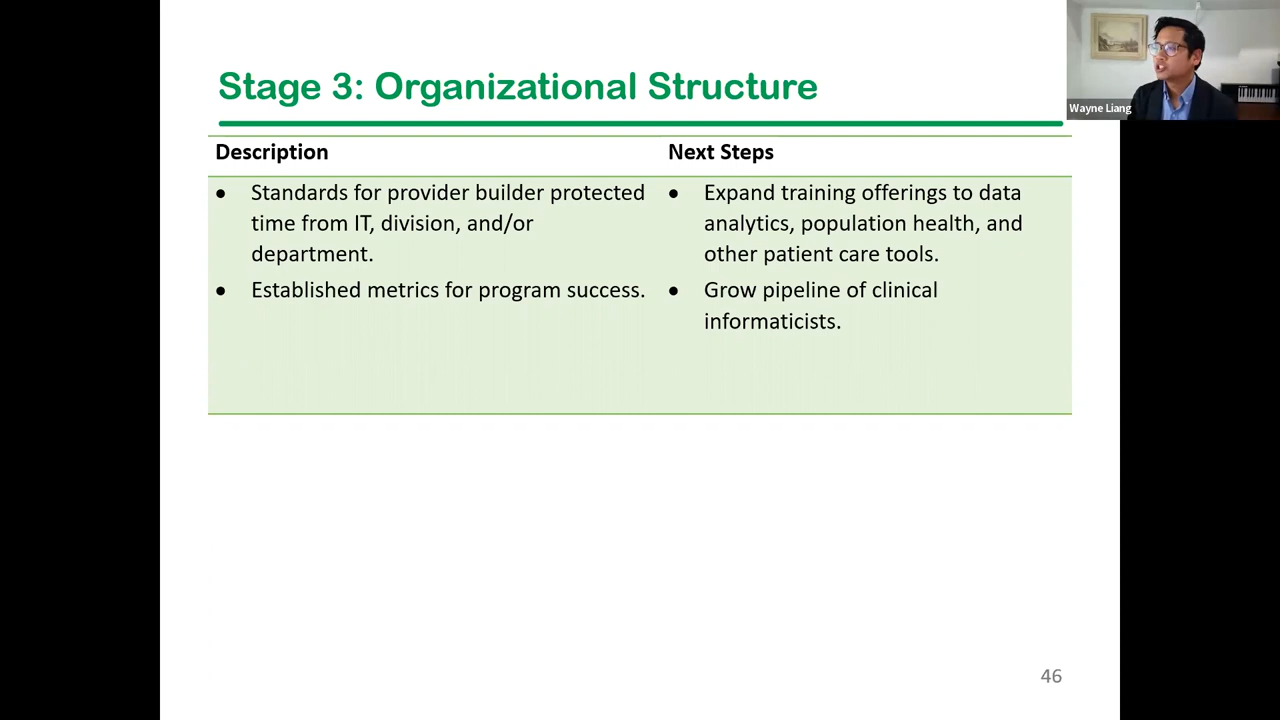 Stage 3: Organizational Structure
Wayne Liang
Description
Next Steps
• Standards for provider builder protected
time from IT, division, and/or
department.
• Established metrics for program success.
• Expand training offerings to data
analytics, population health, and
other patient care tools.
• Grow pipeline of clinical
informaticists.
46